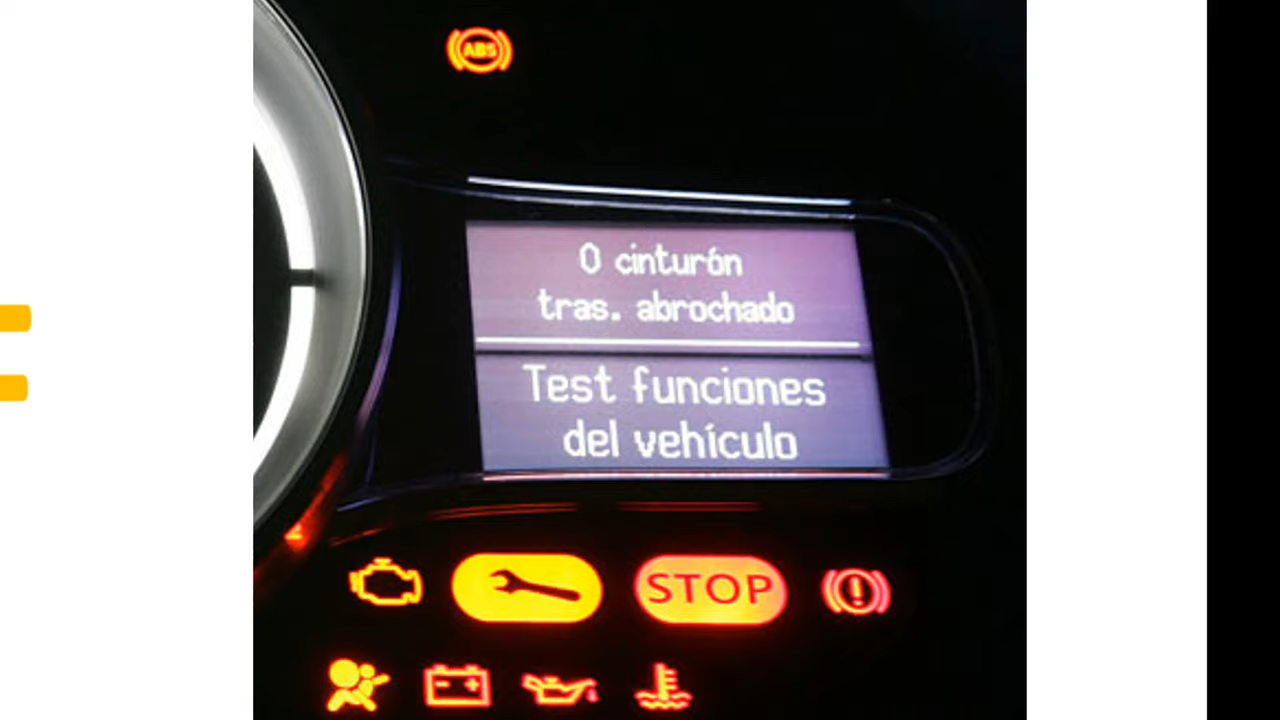 ABS
0 cinturón
tras. abrochado
Test funciones
del vehículo
STOP